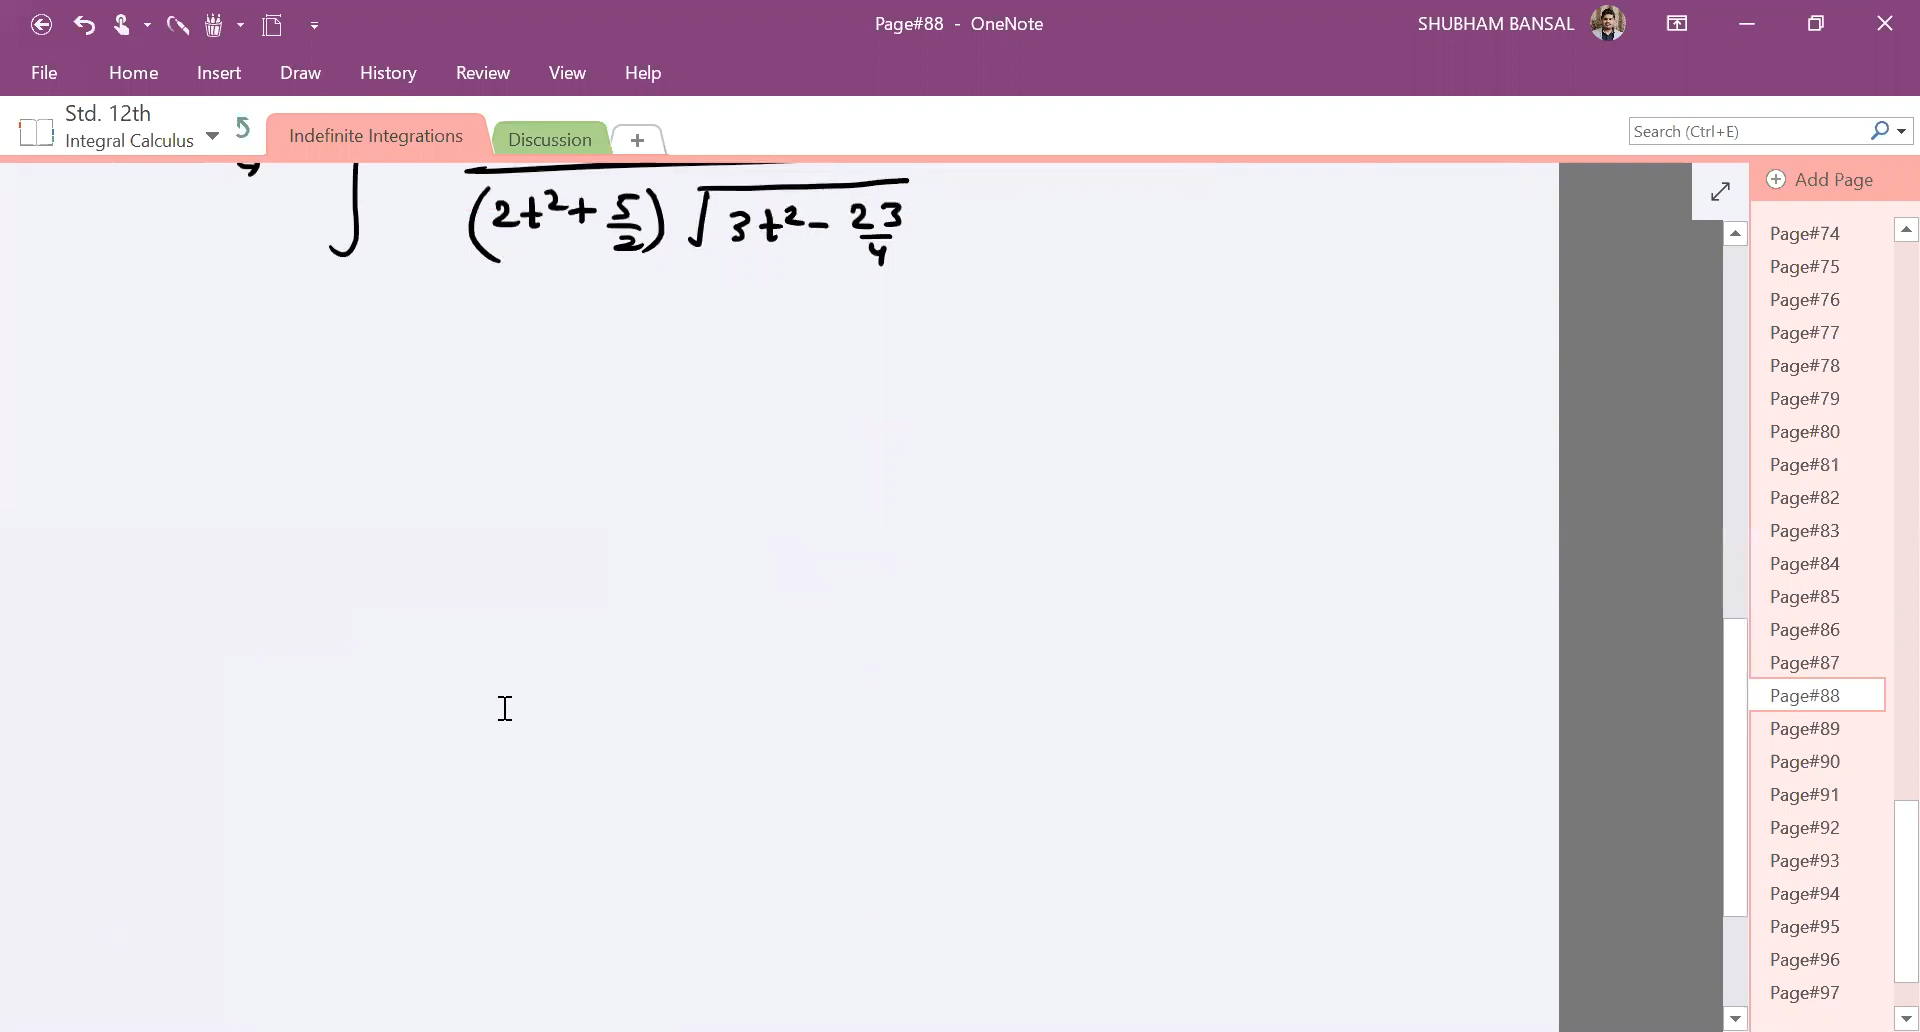 Page#88 - OneNote
SHUBHAM BANSAL
File Home Insert Draw History Review View Help
Std. 12th
Integral Calculus
Indefinite Integrations
Discussion
+
Search (Ctrl+E)
Add Page
∫
(2t² + 5/2) √3t² - 23/4
Page#74
Page#75
Page#76
Page#77
Page#78
Page#79
Page#80
Page#81
Page#82
Page#83
Page#84
Page#85
Page#86
Page#87
Page#88
Page#89
Page#90
Page#91
Page#92
Page#93
Page#94
Page#95
Page#96
Page#97